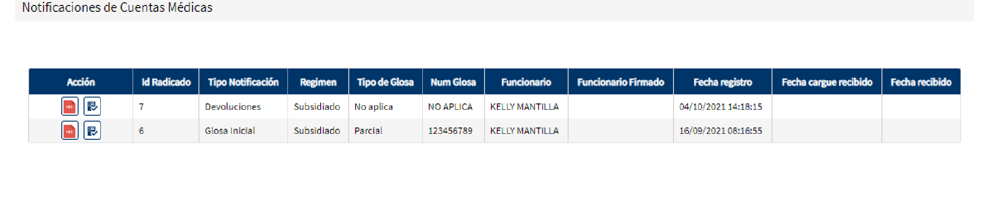 Notificaciones de Cuentas Médicas
Acción Id Radicado Tipo Notificación Regimen Tipo de Glosa Num Glosa Funcionario Funcionario Firmado Fecha registro Fecha cargue recibido Fecha recibido
7 Devoluciones Subsidiado No aplica NO APLICA KELLY MANTILLA 04/10/2021 14:18:15
6 Glosa Inicial Subsidiado Parcial 123456789 KELLY MANTILLA 16/09/2021 08:16:55